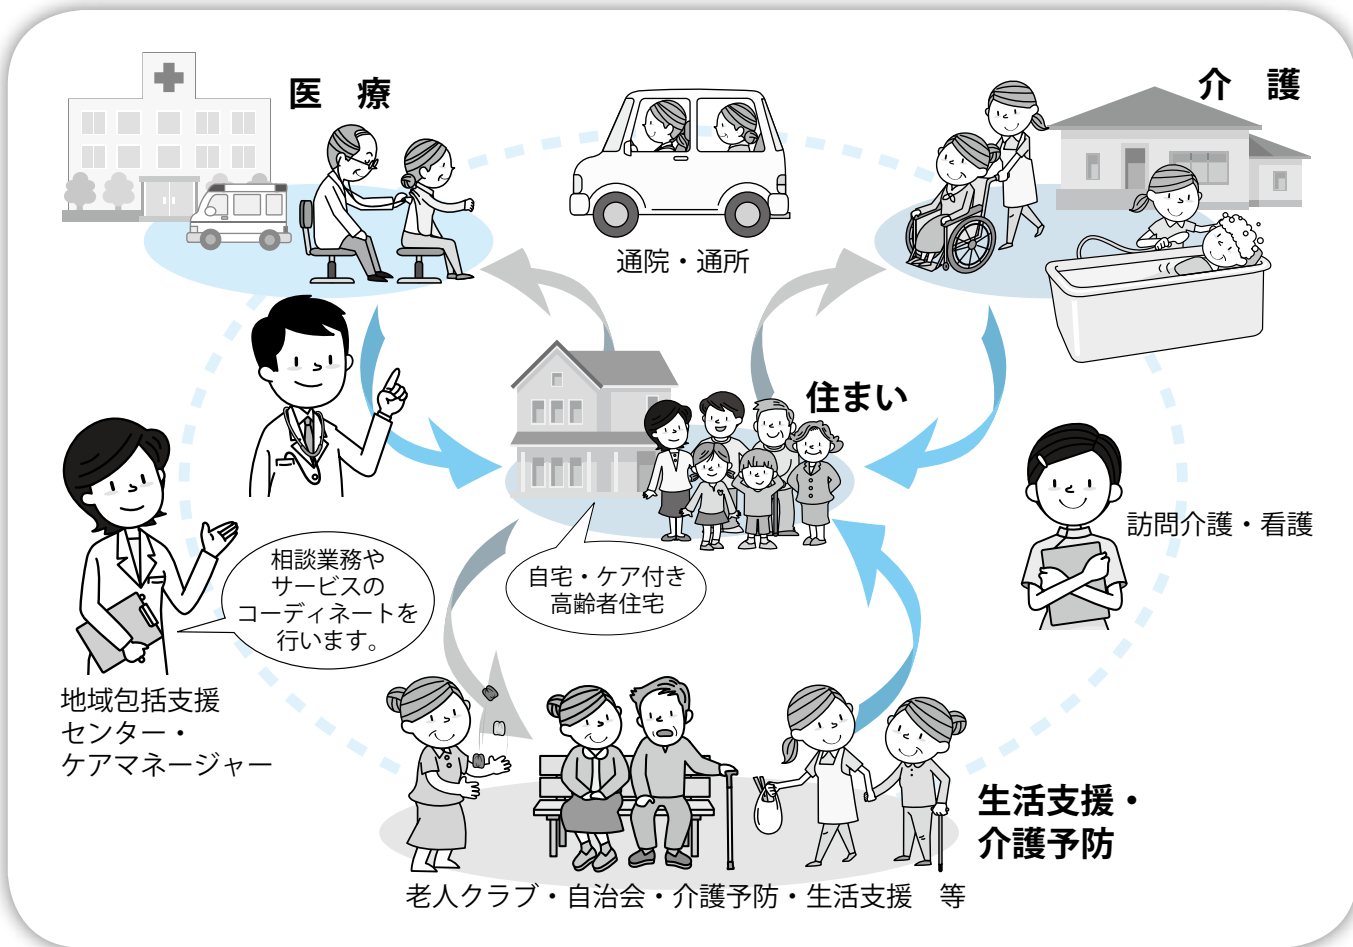 医　療
介　護
通院・通所
住まい
訪問介護・看護
相談業務や
サービスの
コーディネートを
行います。
自宅・ケア付き
高齢者住宅
地域包括支援
センター・
ケアマネージャー
生活支援・
介護予防
老人クラブ・自治会・介護予防・生活支援　等